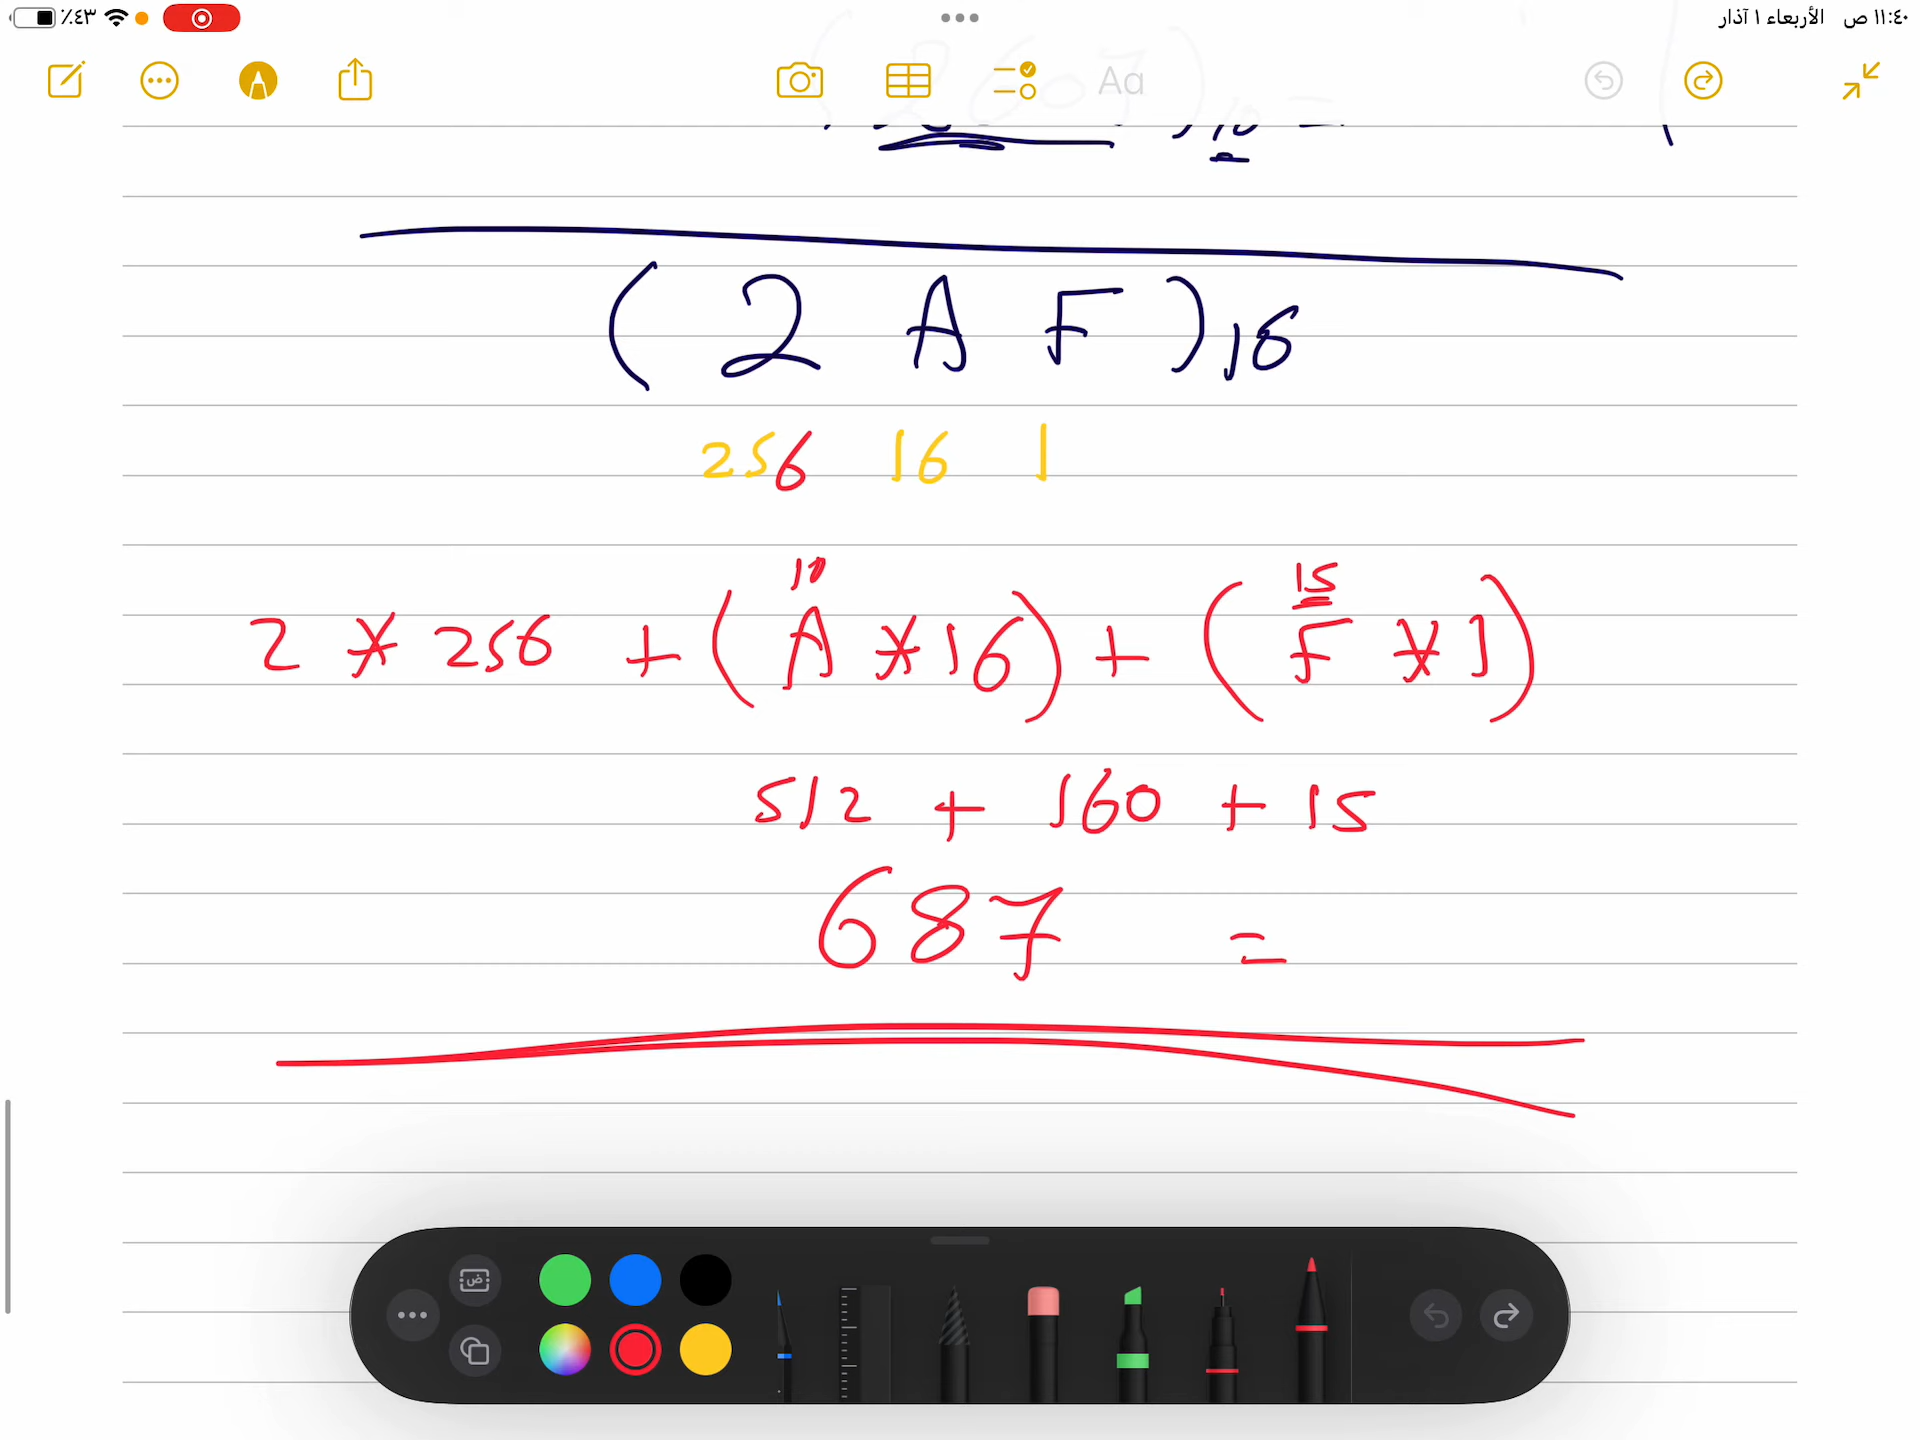 ٪٤٣ الأربعاء ١ آذار ١١:٤٠ ص
Aa
(2 A F)16
256 16 1
10 15
2 * 256 + (A * 16) + (F * 1)
512 + 160 + 15
687 =
ض